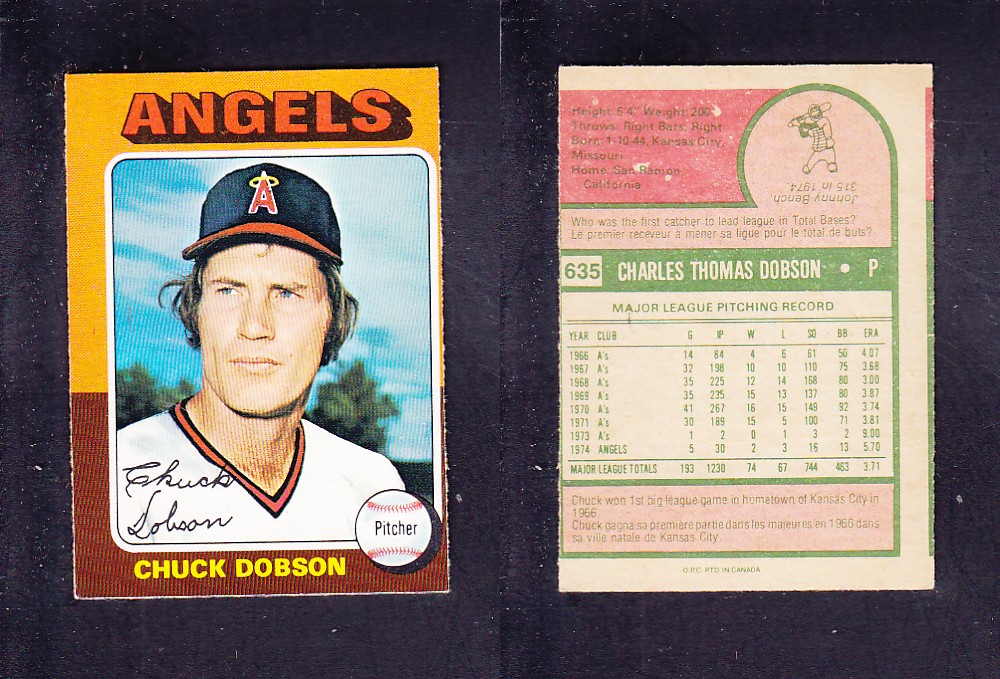 ANGELS
A
Chuck
Dobson
Pitcher
CHUCK DOBSON
Height: 6'4" Weight: 200
Throws: Right Bats: Right
Born: 1-10-44, Kansas City,
Missouri
Home: San Ramon
California
Johnny Bench,
315 in 1974.
Who was the first catcher to lead league in Total Bases?
Le premier receveur a mener sa ligue pour le total de buts?
635 CHARLES THOMAS DOBSON • P
MAJOR LEAGUE PITCHING RECORD
YEAR CLUB G IP W L SO BB ERA
1966 A's 14 84 4 6 61 50 4.07
1967 A's 32 198 10 10 110 75 3.68
1968 A's 35 225 12 14 168 80 3.00
1969 A's 35 235 15 13 137 80 3.87
1970 A's 41 267 16 15 149 92 3.74
1971 A's 30 189 15 5 100 71 3.81
1973 A's 1 2 0 1 3 2 9.00
1974 ANGELS 5 30 2 3 16 13 5.70
MAJOR LEAGUE TOTALS 193 1230 74 67 744 463 3.71
Chuck won 1st big league game in hometown of Kansas City in
1966
Chuck gagna sa premiere partie dans les majeures en 1966 dans
sa ville natale de Kansas City.
O.P.C. PTD. IN CANADA